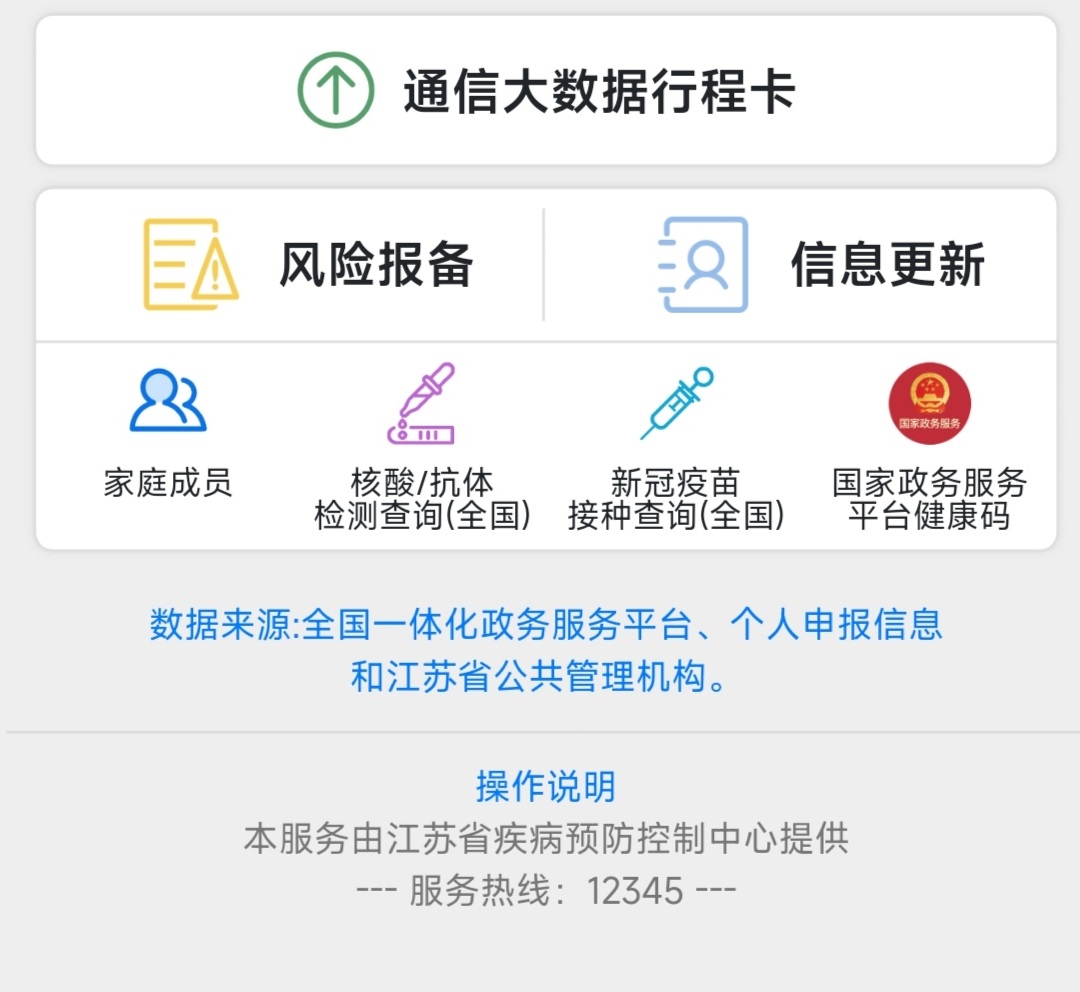 通信大数据行程卡
风险报备
信息更新
家庭成员
核酸/抗体
检测查询(全国)
新冠疫苗
接种查询(全国)
国家政务服务
国家政务服务
平台健康码
数据来源:全国一体化政务服务平台、个人申报信息
和江苏省公共管理机构。
操作说明
本服务由江苏省疾病预防控制中心提供
--- 服务热线：12345 ---